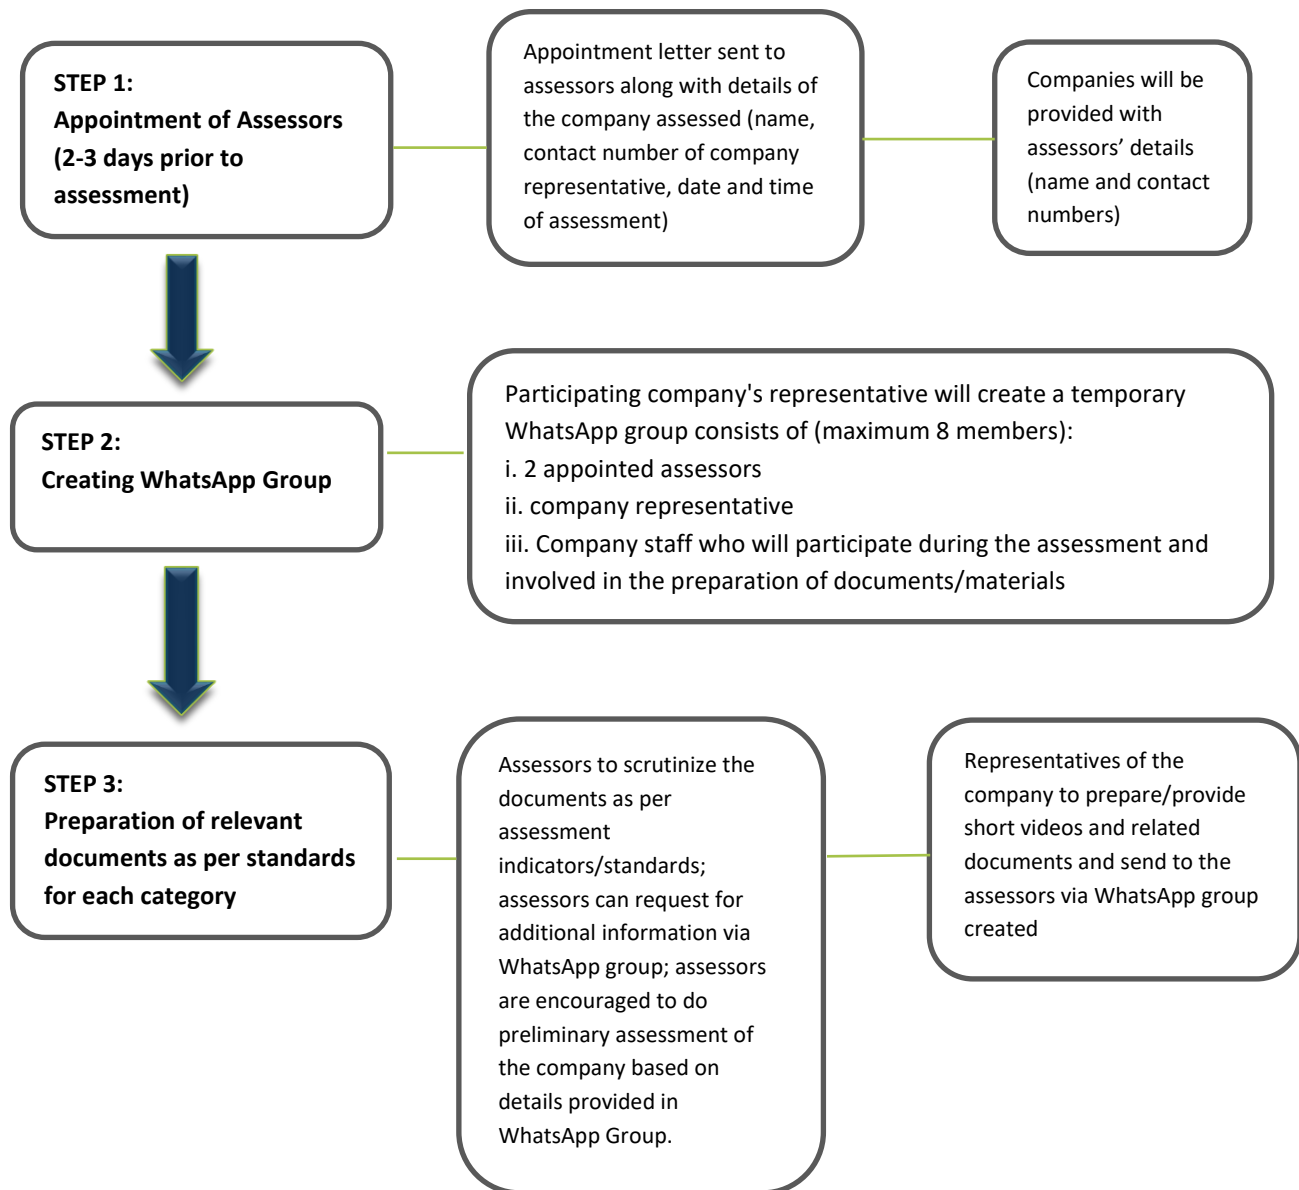 STEP 1:
Appointment of Assessors
(2-3 days prior to
assessment)
Appointment letter sent to
assessors along with details of
the company assessed (name,
contact number of company
representative, date and time
of assessment)
Companies will be
provided with
assessors’ details
(name and contact
numbers)
STEP 2:
Creating WhatsApp Group
Participating company's representative will create a temporary
WhatsApp group consists of (maximum 8 members):
i. 2 appointed assessors
ii. company representative
iii. Company staff who will participate during the assessment and
involved in the preparation of documents/materials
STEP 3:
Preparation of relevant
documents as per standards
for each category
Assessors to scrutinize the
documents as per
assessment
indicators/standards;
assessors can request for
additional information via
WhatsApp group; assessors
are encouraged to do
preliminary assessment of
the company based on
details provided in
WhatsApp Group.
Representatives of the
company to prepare/provide
short videos and related
documents and send to the
assessors via WhatsApp group
created